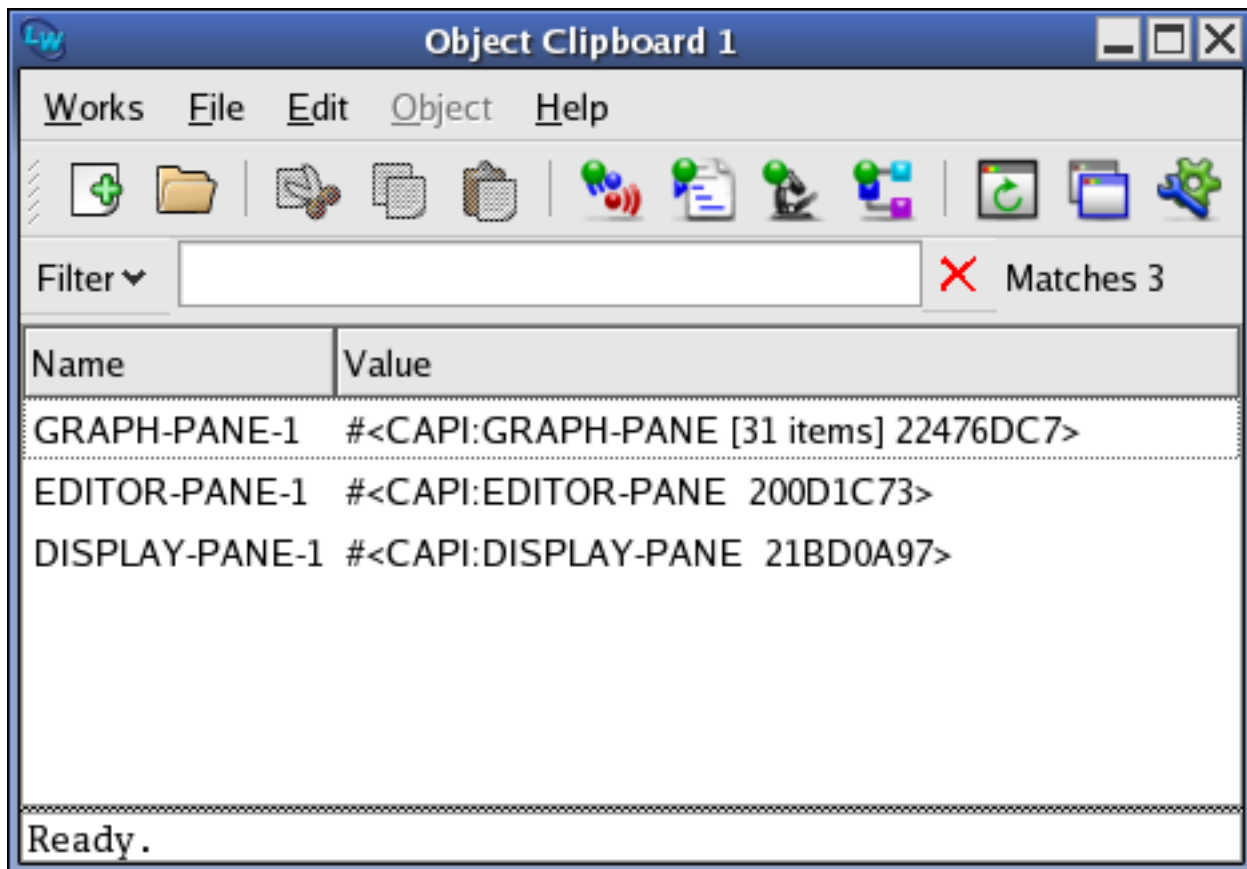 LW Object Clipboard 1
Works File Edit Object Help
Filter Matches 3
Name Value
GRAPH-PANE-1 #<CAPI:GRAPH-PANE [31 items] 22476DC7>
EDITOR-PANE-1 #<CAPI:EDITOR-PANE  200D1C73>
DISPLAY-PANE-1 #<CAPI:DISPLAY-PANE  21BD0A97>
Ready.